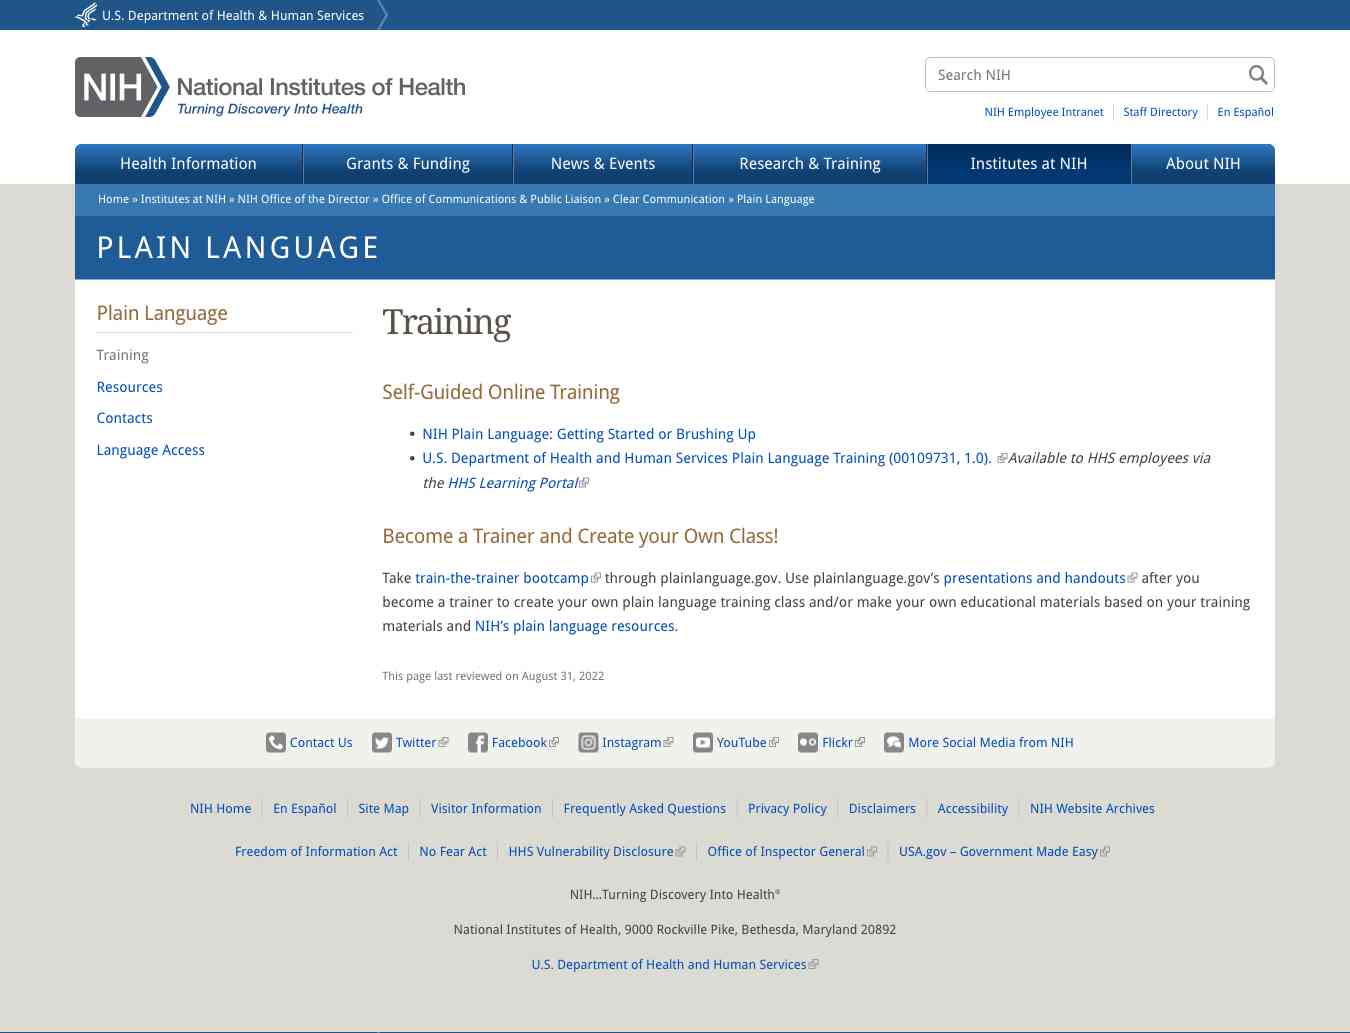 U.S. Department of Health & Human Services
NIH National Institutes of Health
Turning Discovery Into Health
Search NIH
NIH Employee Intranet Staff Directory En Español
Health Information Grants & Funding News & Events Research & Training Institutes at NIH About NIH
Home » Institutes at NIH » NIH Office of the Director » Office of Communications & Public Liaison » Clear Communication » Plain Language
PLAIN LANGUAGE
Plain Language
Training
Resources
Contacts
Language Access
Training
Self-Guided Online Training
• NIH Plain Language: Getting Started or Brushing Up
• U.S. Department of Health and Human Services Plain Language Training (00109731, 1.0). Available to HHS employees via
the HHS Learning Portal
Become a Trainer and Create your Own Class!
Take train-the-trainer bootcamp through plainlanguage.gov. Use plainlanguage.gov’s presentations and handouts after you
become a trainer to create your own plain language training class and/or make your own educational materials based on your training
materials and NIH’s plain language resources.
This page last reviewed on August 31, 2022
Contact Us Twitter Facebook Instagram YouTube Flickr More Social Media from NIH
NIH Home En Español Site Map Visitor Information Frequently Asked Questions Privacy Policy Disclaimers Accessibility NIH Website Archives
Freedom of Information Act No Fear Act HHS Vulnerability Disclosure Office of Inspector General USA.gov – Government Made Easy
NIH…Turning Discovery Into Health®
National Institutes of Health, 9000 Rockville Pike, Bethesda, Maryland 20892
U.S. Department of Health and Human Services